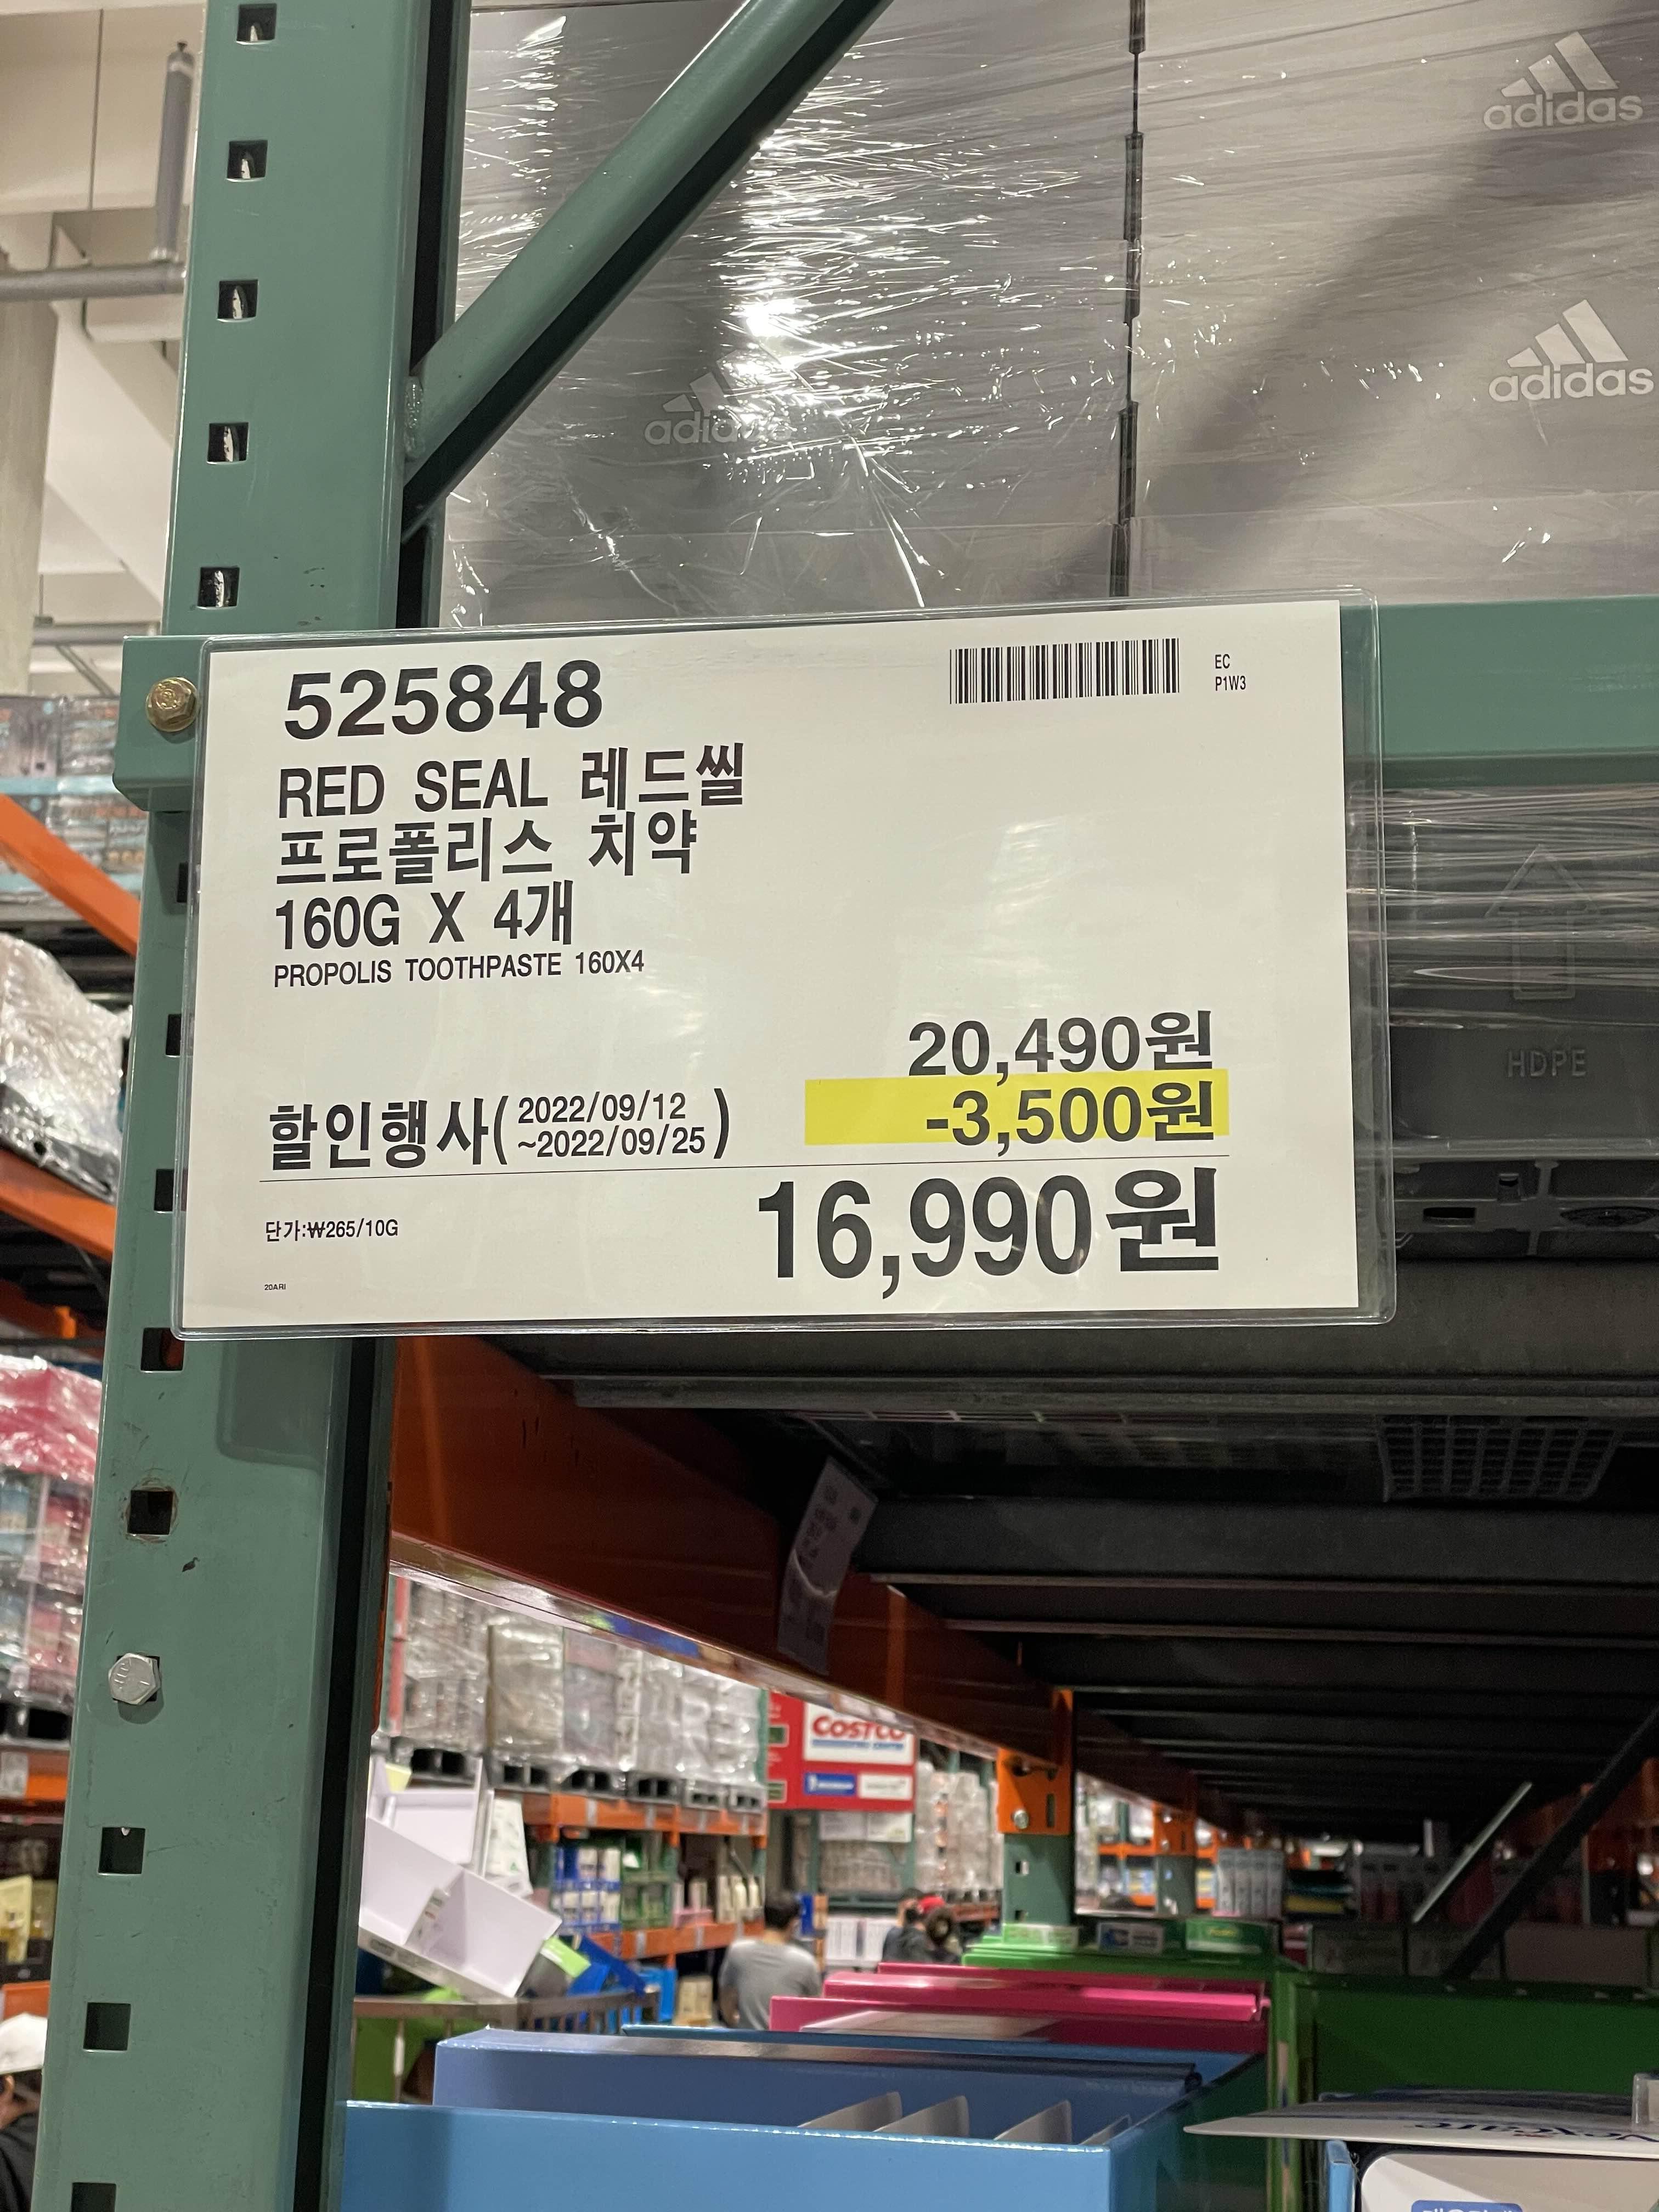 adidas
adidas
525848
EC
P1W3
RED SEAL 레드씰
프로폴리스 치약
160G X 4개
PROPOLIS TOOTHPASTE 160X4
20,490원
할인행사( 2022/09/12 ~2022/09/25 ) -3,500원
단가:₩265/10G
16,990원
20ARI
HDPE
COSTCO